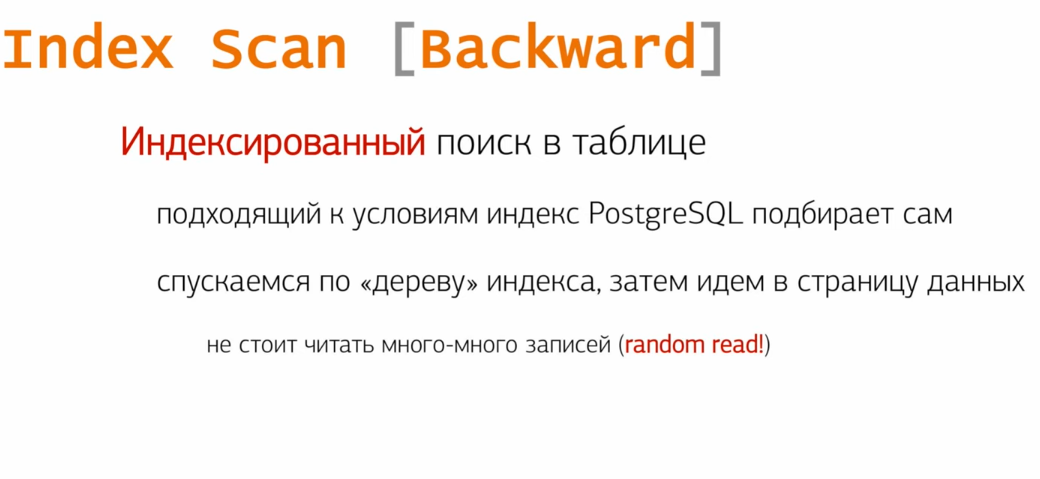 Index Scan [Backward]
Индексированный поиск в таблице
подходящий к условиям индекс PostgreSQL подбирает сам
спускаемся по «дереву» индекса, затем идем в страницу данных
не стоит читать много-много записей (random read!)